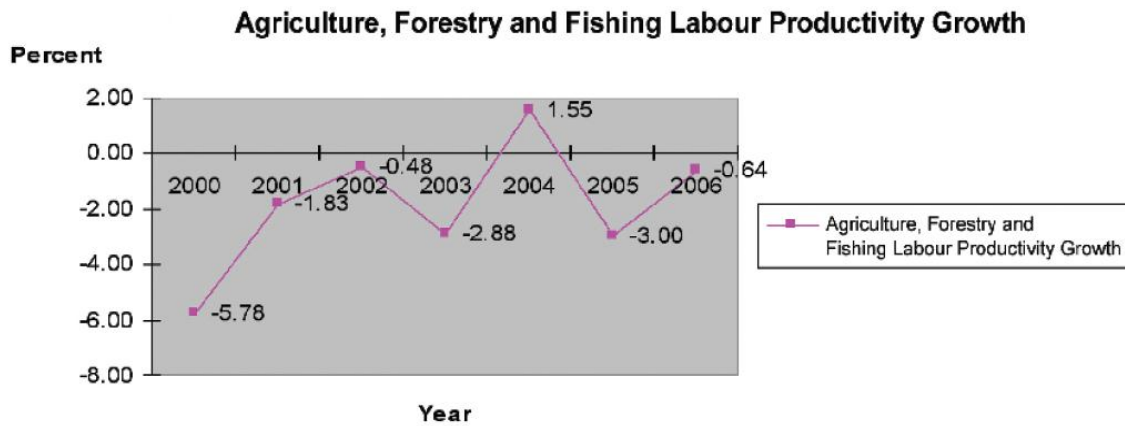 Agriculture, Forestry and Fishing Labour Productivity Growth
Percent
2.00
1.55
0.00
-0.48
-0.64
2000 2001 2002 2003 2004 2005 2006
-2.00
-1.83
-2.88
-3.00
Agriculture, Forestry and
Fishing Labour Productivity Growth
-4.00
-5.78
-6.00
-8.00
Year